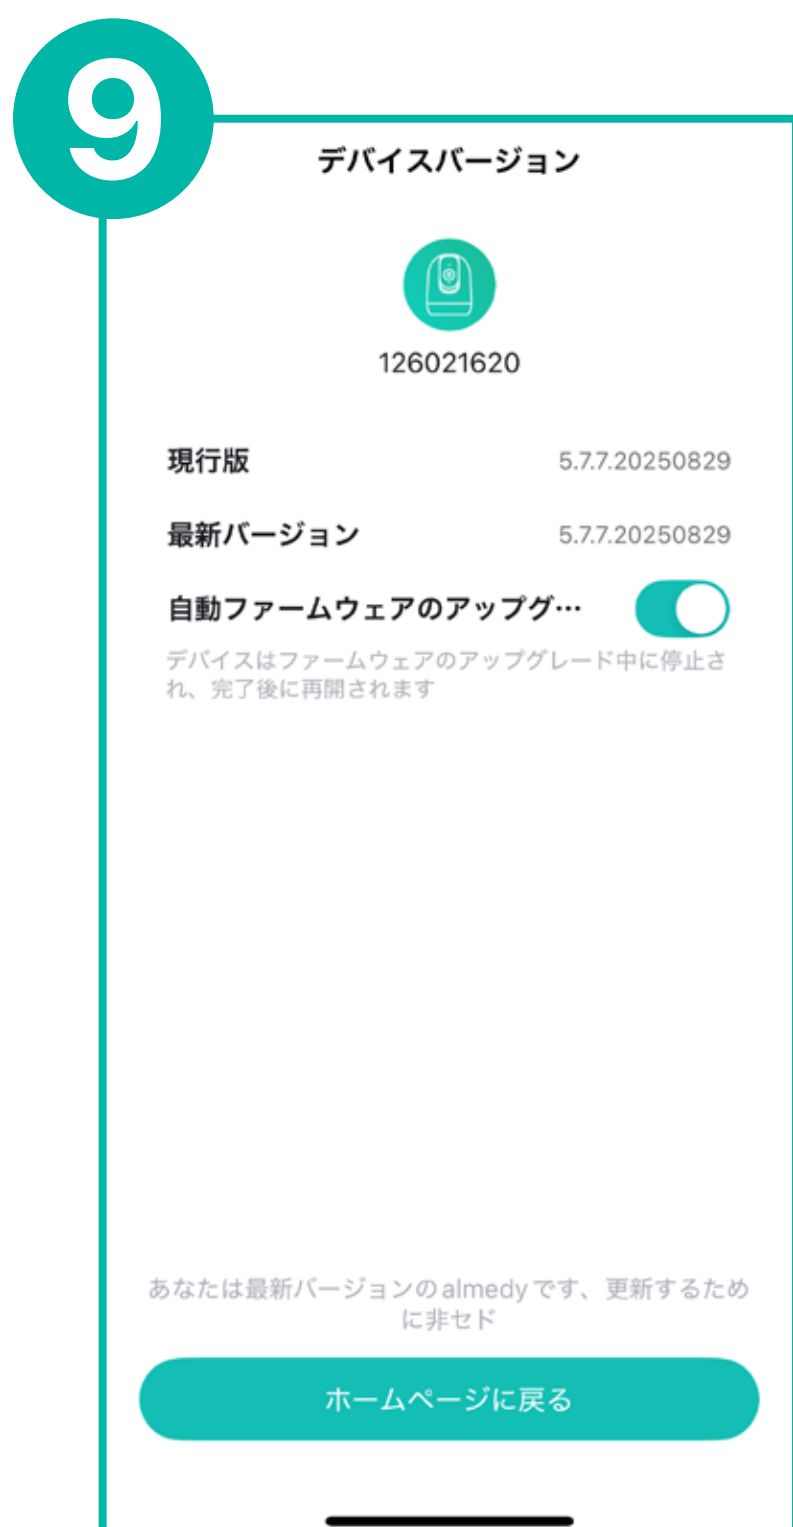 9
デバイスバージョン
126021620
現行版 5.7.7.20250829
最新バージョン 5.7.7.20250829
自動ファームウェアのアップグ…
デバイスはファームウェアのアップグレード中に停止さ
れ、完了後に再開されます
あなたは最新バージョンのalmedyです、更新するため
に非セド
ホームページに戻る